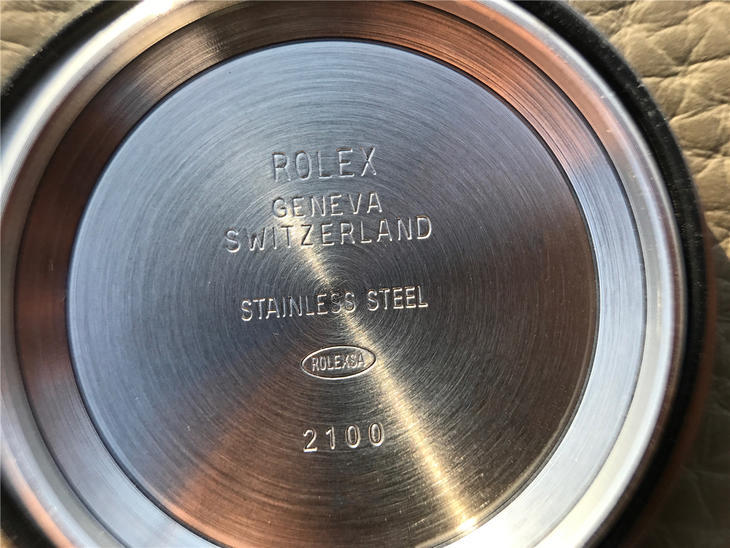 ROLEX
GENEVA
SWITZERLAND
STAINLESS STEEL
ROLEXSA
2100